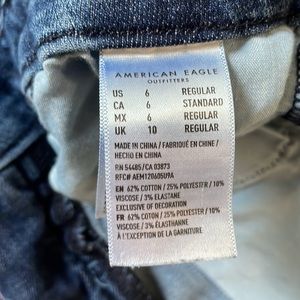 AMERICAN EAGLE
OUTFITTERS
US 6 REGULAR
CA 6 STANDARD
MX 6 REGULAR
UK 10 REGULAR
MADE IN CHINA / FABRIQUÉ EN CHINE /
HECHO EN CHINA
RN 54485/CA 03873
RFC# AEM1206050U9A
EN 62% COTTON / 25% POLYESTER / 10%
VISCOSE / 3% ELASTANE
EXCLUSIVE OF DECORATION
FR 62% COTON / 25% POLYESTER / 10%
VISCOSE / 3% ÉLASTHANNE
À L'EXCEPTION DE LA GARNITURE